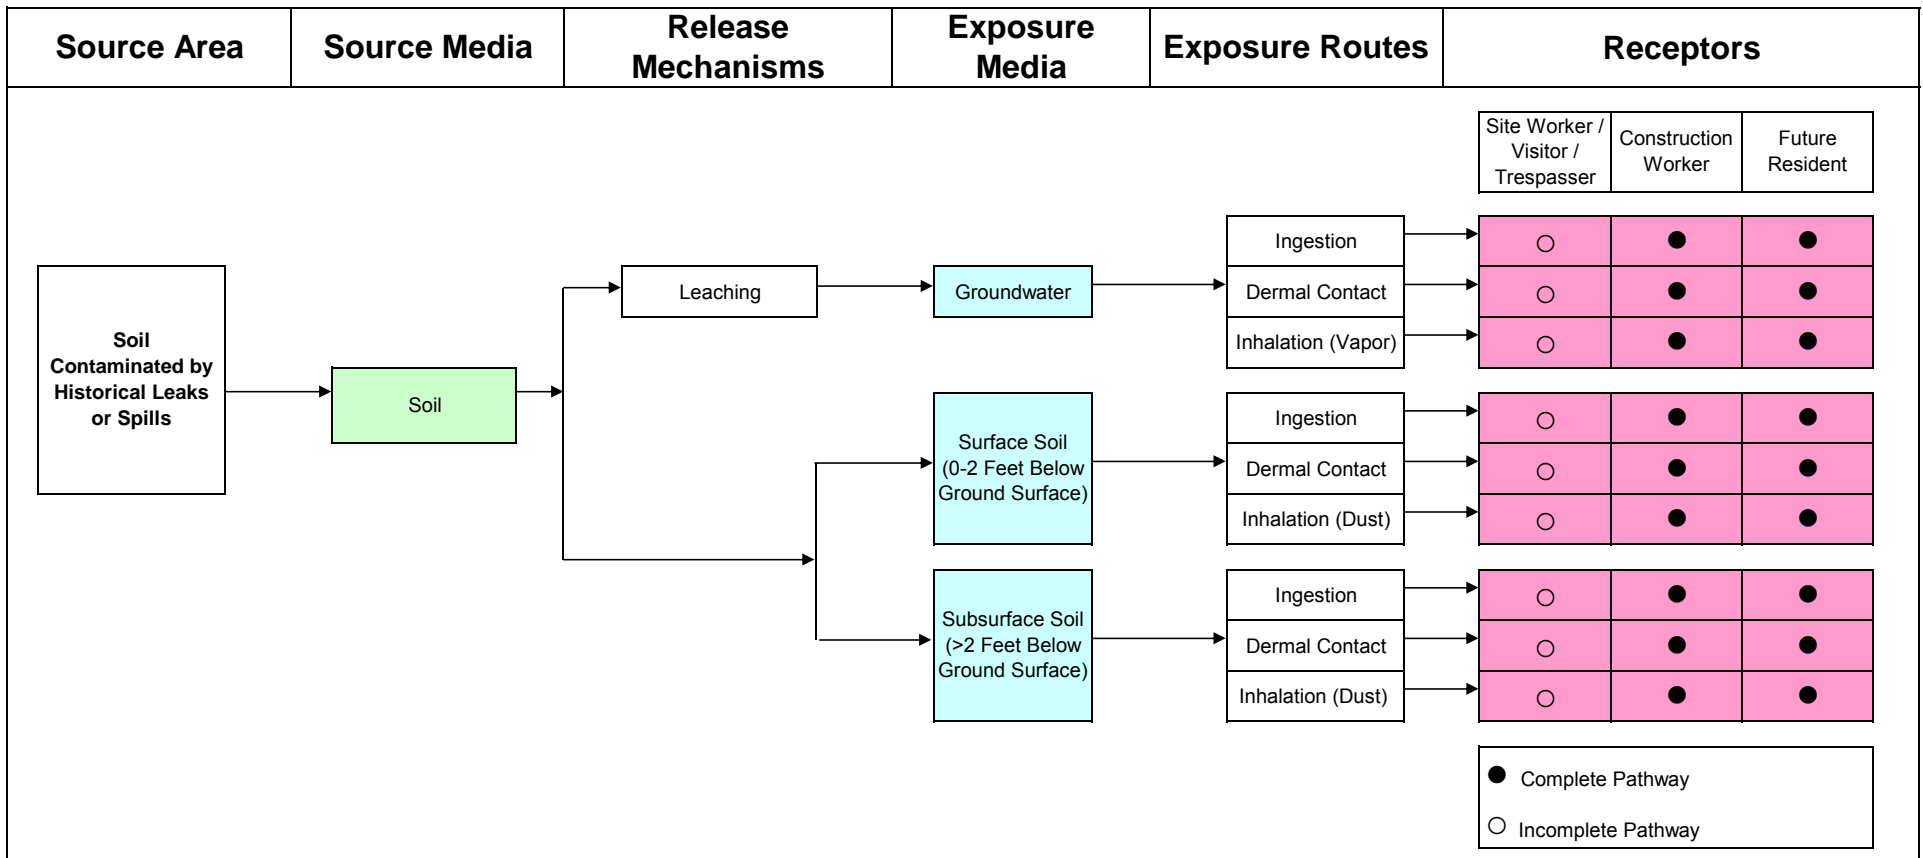 Source Area
Source Media
Release
Mechanisms
Exposure
Media
Exposure Routes
Receptors
Site Worker /
Visitor /
Trespasser
Construction
Worker
Future
Resident
Soil
Contaminated by
Historical Leaks
or Spills
Soil
Leaching
Groundwater
Ingestion
Dermal Contact
Inhalation (Vapor)
Surface Soil
(0-2 Feet Below
Ground Surface)
Ingestion
Dermal Contact
Inhalation (Dust)
Subsurface Soil
(>2 Feet Below
Ground Surface)
Ingestion
Dermal Contact
Inhalation (Dust)
Complete Pathway
Incomplete Pathway